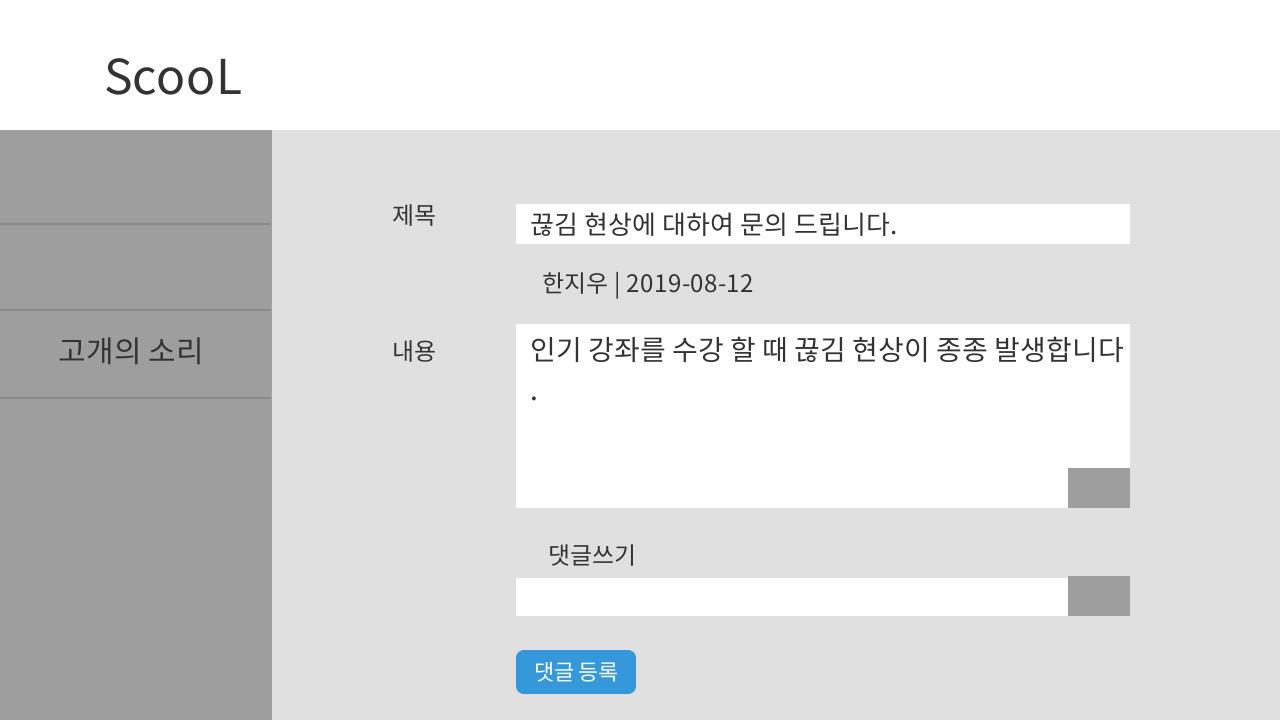 ScooL
제목
끊김 현상에 대하여 문의 드립니다.
한지우 | 2019-08-12
고개의 소리
내용
인기 강좌를 수강 할 때 끊김 현상이 종종 발생합니다
.
댓글쓰기
댓글 등록